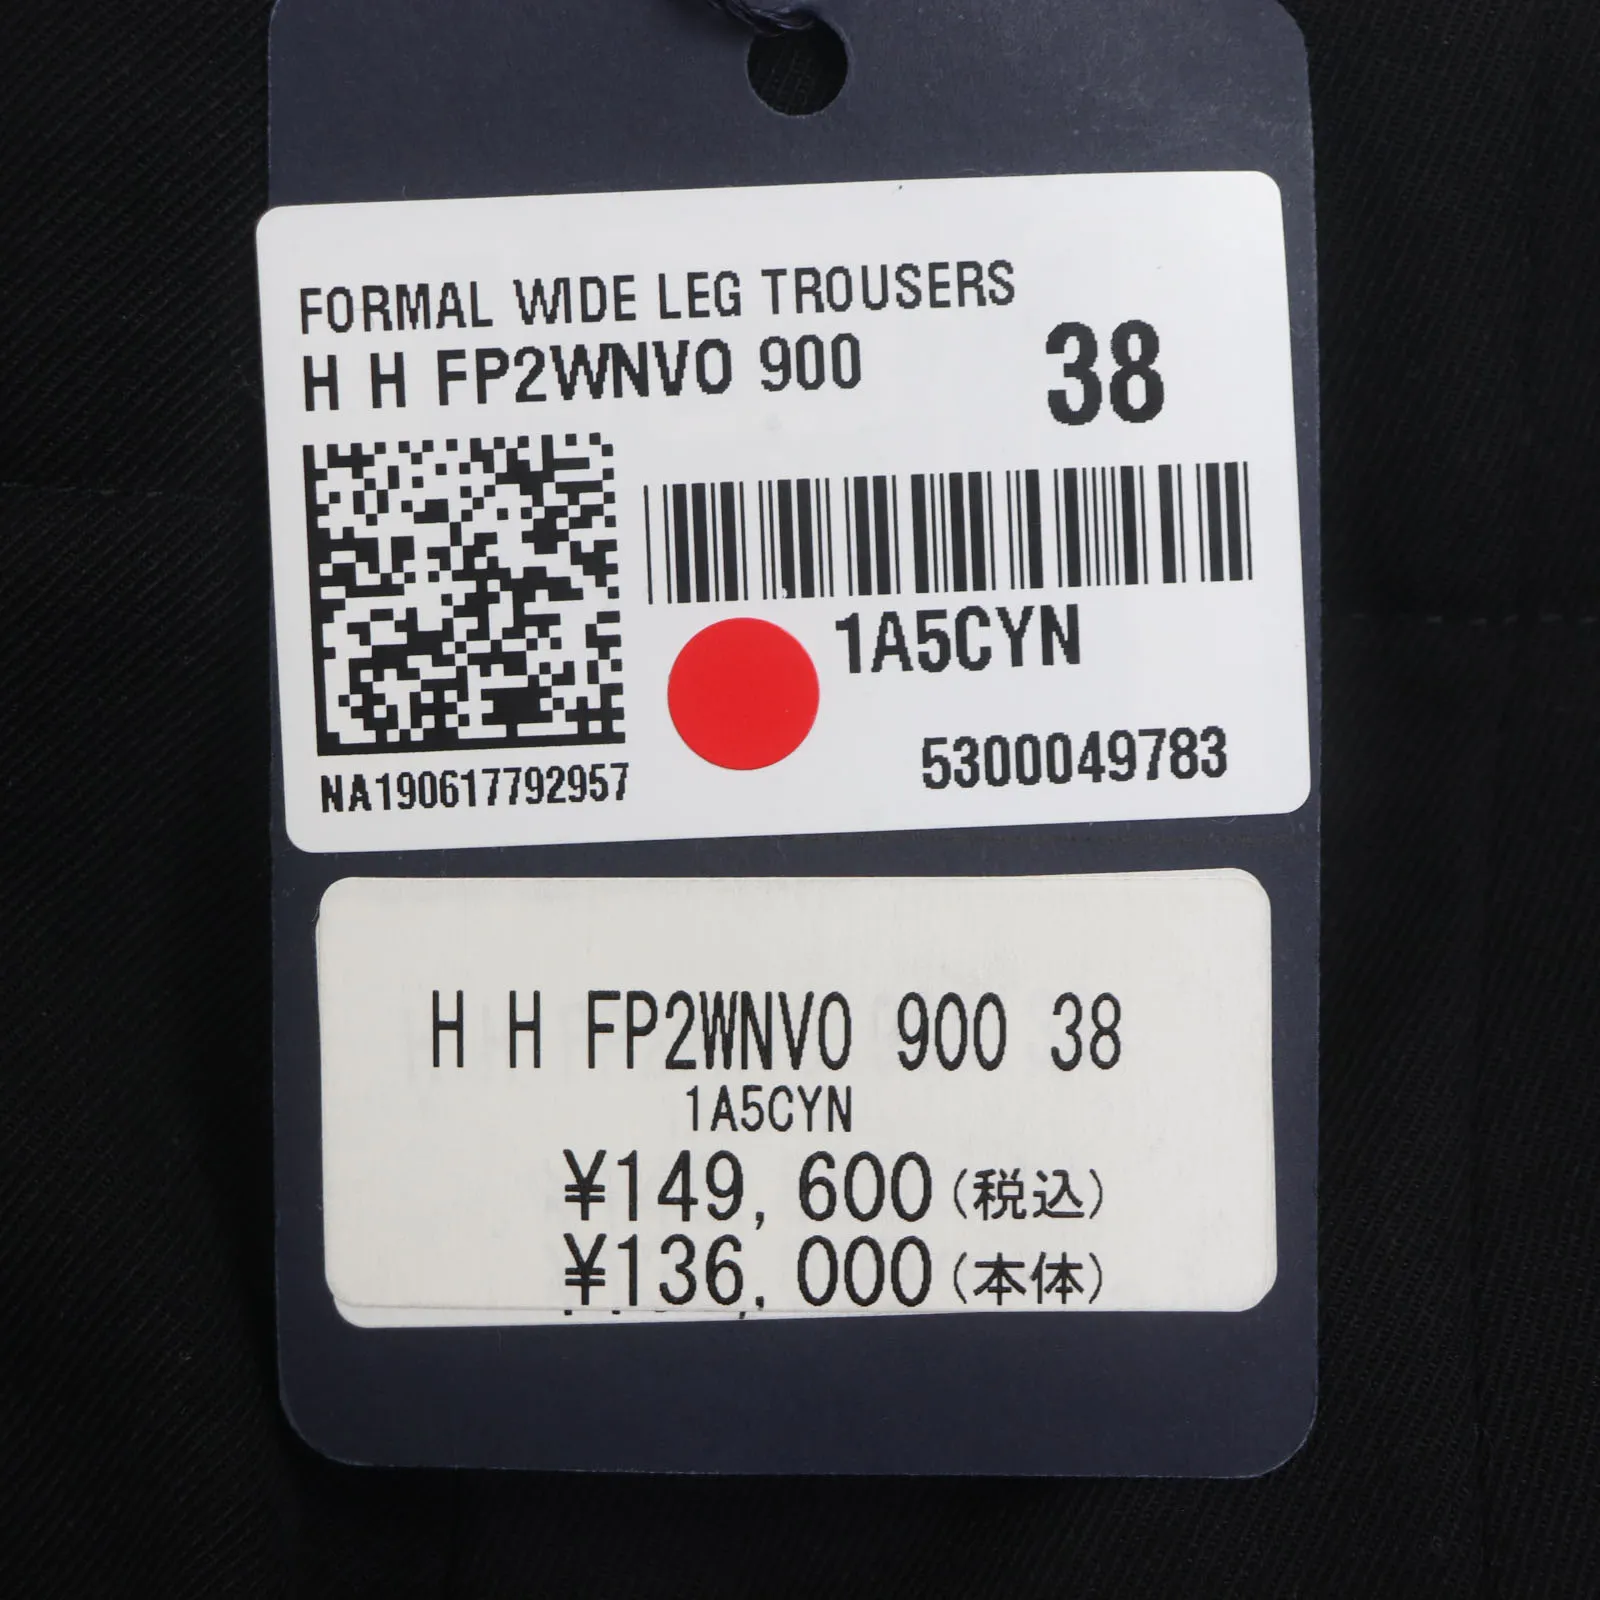 FORMAL WIDE LEG TROUSERS
H H FP2WNVO 900 38
1A5CYN
5300049783
NA190617792957
H H FP2WNVO 900 38
1A5CYN
¥149,600(税込)
¥136,000(本体)